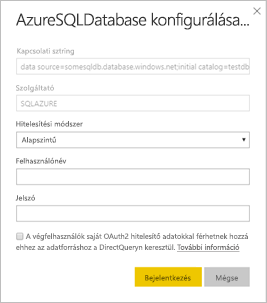 AzureSQLDatabase konfigurálása...
Kapcsolati sztring
data source=somesqldb.database.windows.net;initial catalog=testdb
Szolgáltató
SQLAZURE
Hitelesítési módszer
Alapszintű
Felhasználónév
Jelszó
A végfelhasználók saját OAuth2 hitelesítő adatokkal férhetnek hozzá
ehhez az adatforráshoz a DirectQueryn keresztül. További információ
Bejelentkezés Mégse